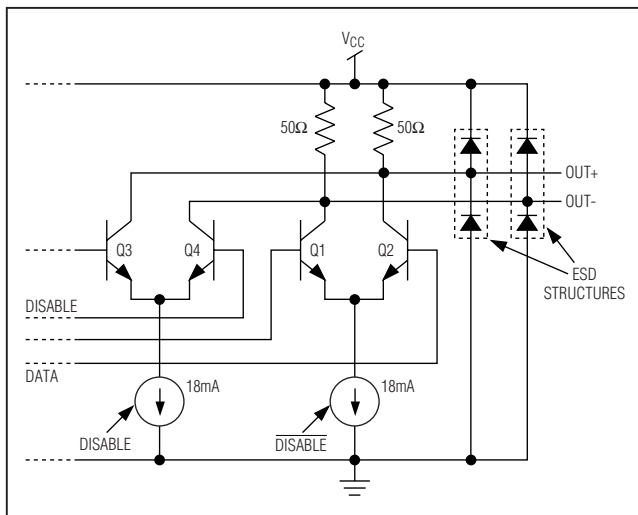 VCC
50Ω
50Ω
OUT+
OUT-
Q3
Q4
Q1
Q2
ESD
STRUCTURES
DISABLE
DATA
18mA
18mA
DISABLE
DISABLE